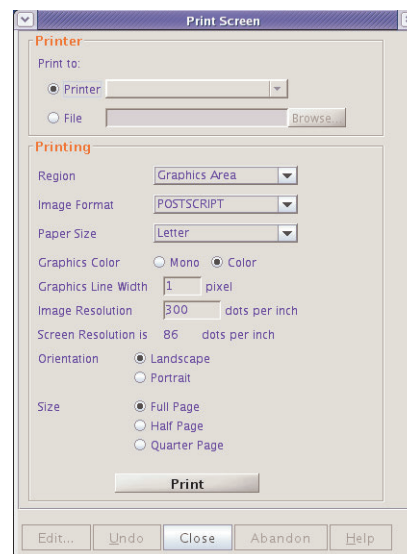 Print Screen
Printer
Print to:
Printer
File Browse...
Printing
Region Graphics Area
Image Format POSTSCRIPT
Paper Size Letter
Graphics Color Mono Color
Graphics Line Width 1 pixel
Image Resolution 300 dots per inch
Screen Resolution is 86 dots per inch
Orientation Landscape
Portrait
Size Full Page
Half Page
Quarter Page
Print
Edit... Undo Close Abandon Help